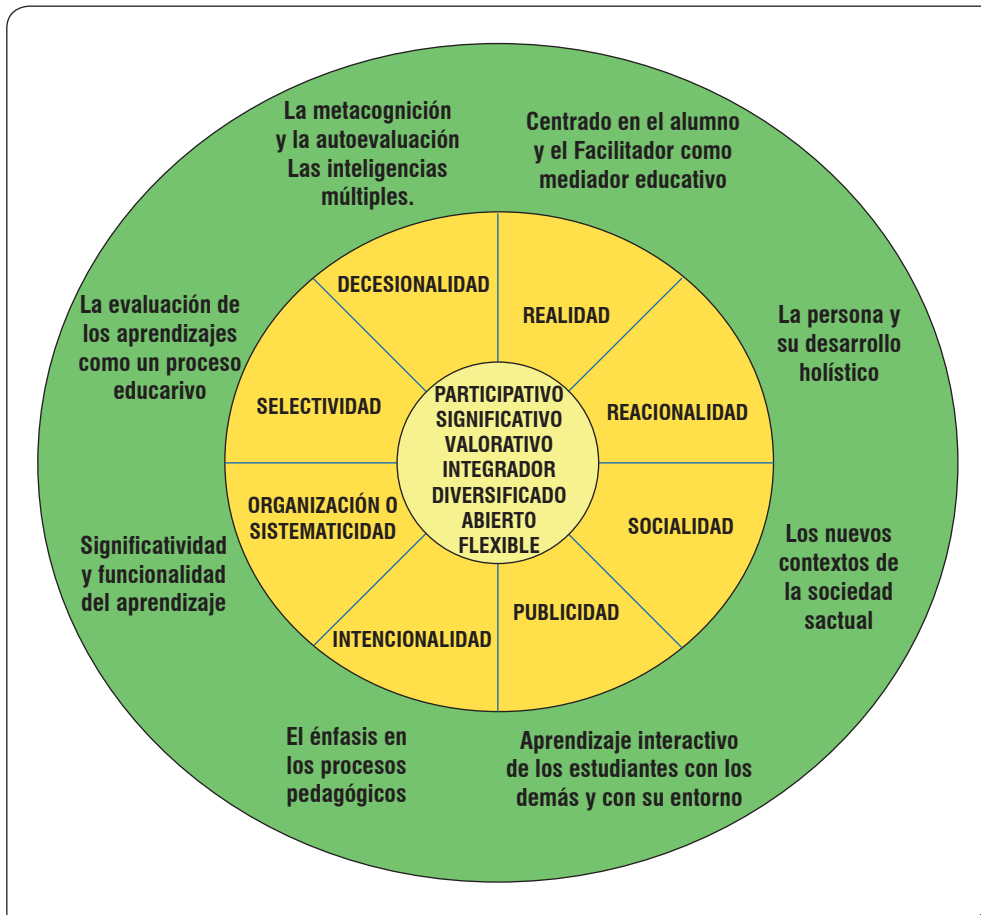 La metacognición
y la autoevaluación
Las inteligencias
múltiples.
Centrado en el alumno
y el Facilitador como
mediador educativo
La evaluación de
los aprendizajes
como un proceso
educarivo
La persona y
su desarrollo
holístico
Significatividad
y funcionalidad
del aprendizaje
Los nuevos
contextos de
la sociedad
sactual
El énfasis en
los procesos
pedagógicos
Aprendizaje interactivo
de los estudiantes con los
demás y con su entorno
DECESIONALIDAD
REALIDAD
SELECTIVIDAD
REACIONALIDAD
ORGANIZACIÓN O
SISTEMATICIDAD
SOCIALIDAD
INTENCIONALIDAD
PUBLICIDAD
PARTICIPATIVO
SIGNIFICATIVO
VALORATIVO
INTEGRADOR
DIVERSIFICADO
ABIERTO
FLEXIBLE